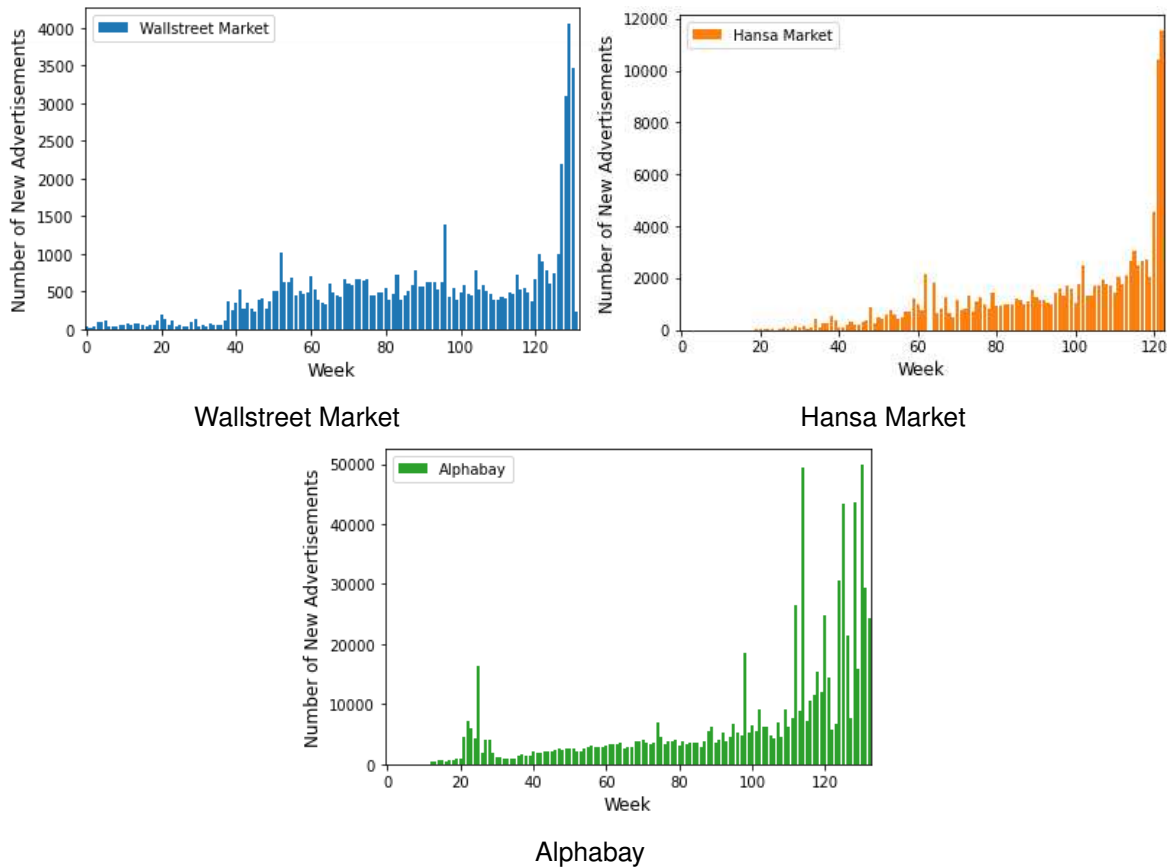 Wallstreet Market
Number of New Advertisements
4000
3500
3000
2500
2000
1500
1000
500
0
0 20 40 60 80 100 120
Week
Wallstreet Market
Hansa Market
Number of New Advertisements
12000
10000
8000
6000
4000
2000
0
0 20 40 60 80 100 120
Week
Hansa Market
Alphabay
Number of New Advertisements
50000
40000
30000
20000
10000
0
0 20 40 60 80 100 120
Week
Alphabay